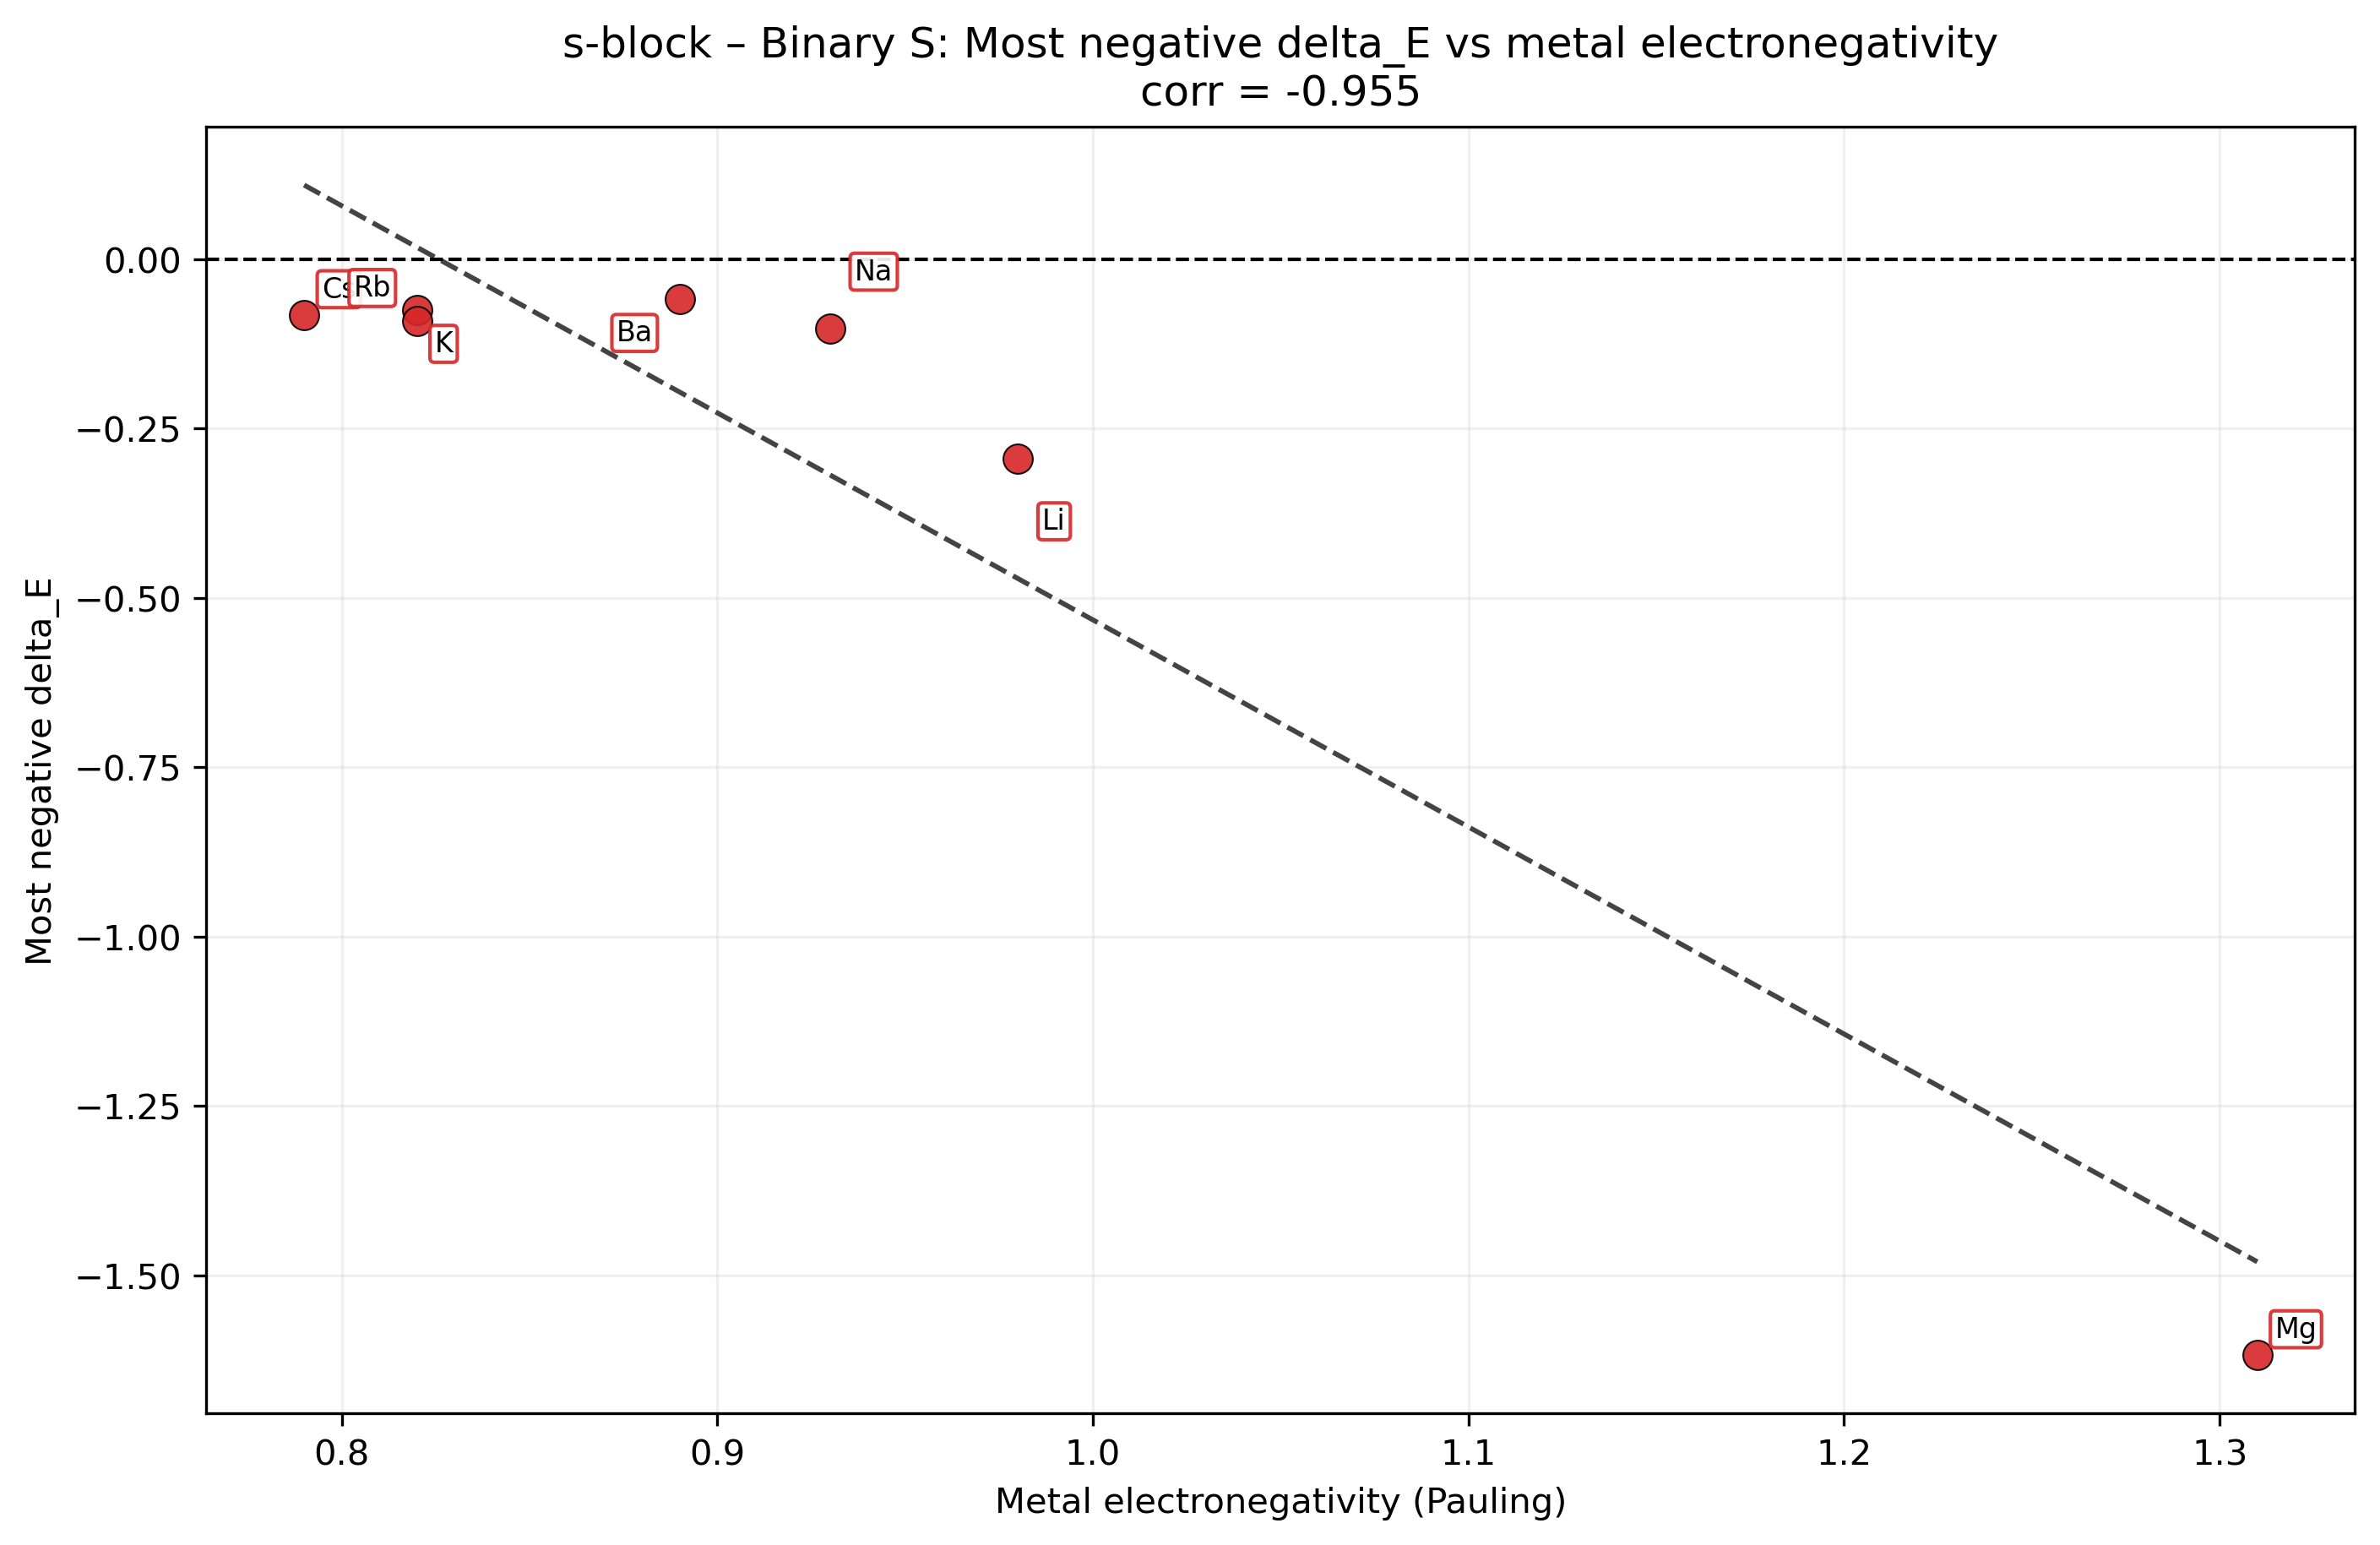 s-block – Binary S: Most negative delta_E vs metal electronegativity
corr = -0.955
Most negative delta_E
0.00
−0.25
−0.50
−0.75
−1.00
−1.25
−1.50
Cs
Rb
K
Ba
Na
Li
Mg
0.8
0.9
1.0
1.1
1.2
1.3
Metal electronegativity (Pauling)